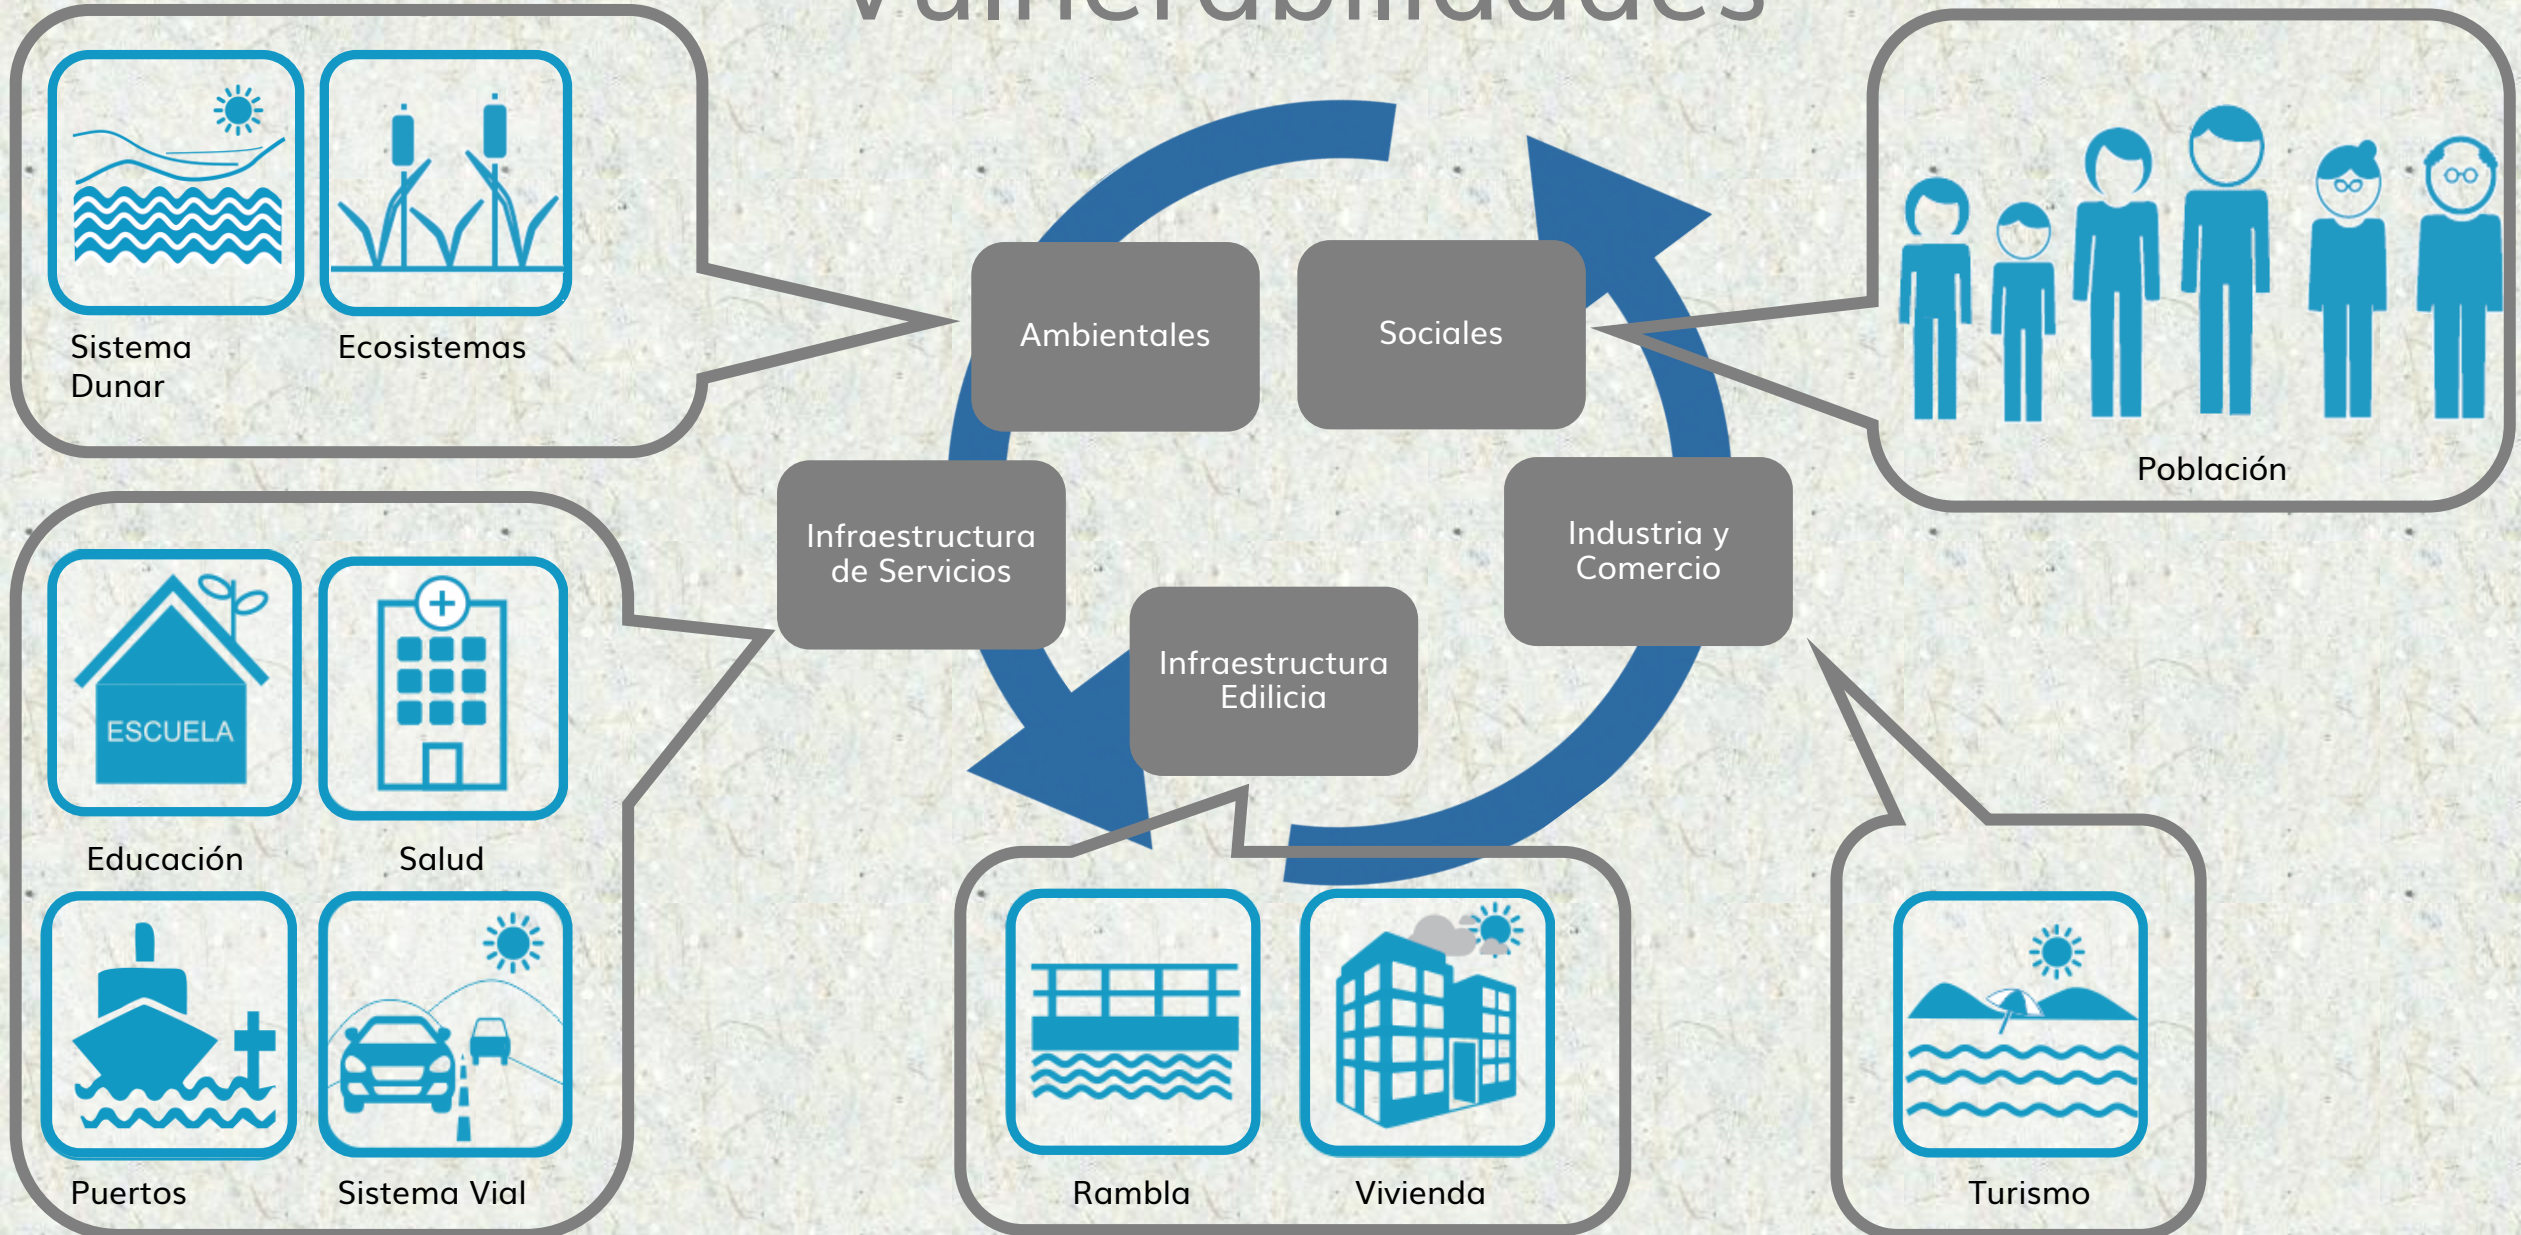 Vulnerabilidades
Sistema
Dunar
Ecosistemas
Ambientales
Sociales
Población
Infraestructura
de Servicios
Industria y
Comercio
Infraestructura
Edilicia
ESCUELA
Educación
Salud
Puertos
Sistema Vial
Rambla
Vivienda
Turismo